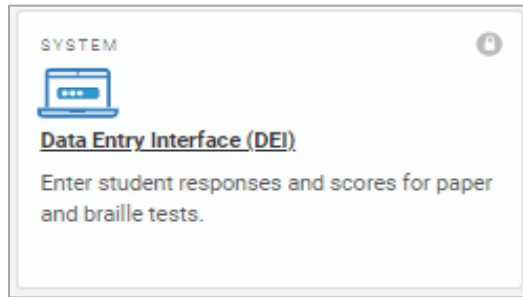 SYSTEM
Data Entry Interface (DEI)
Enter student responses and scores for paper
and braille tests.